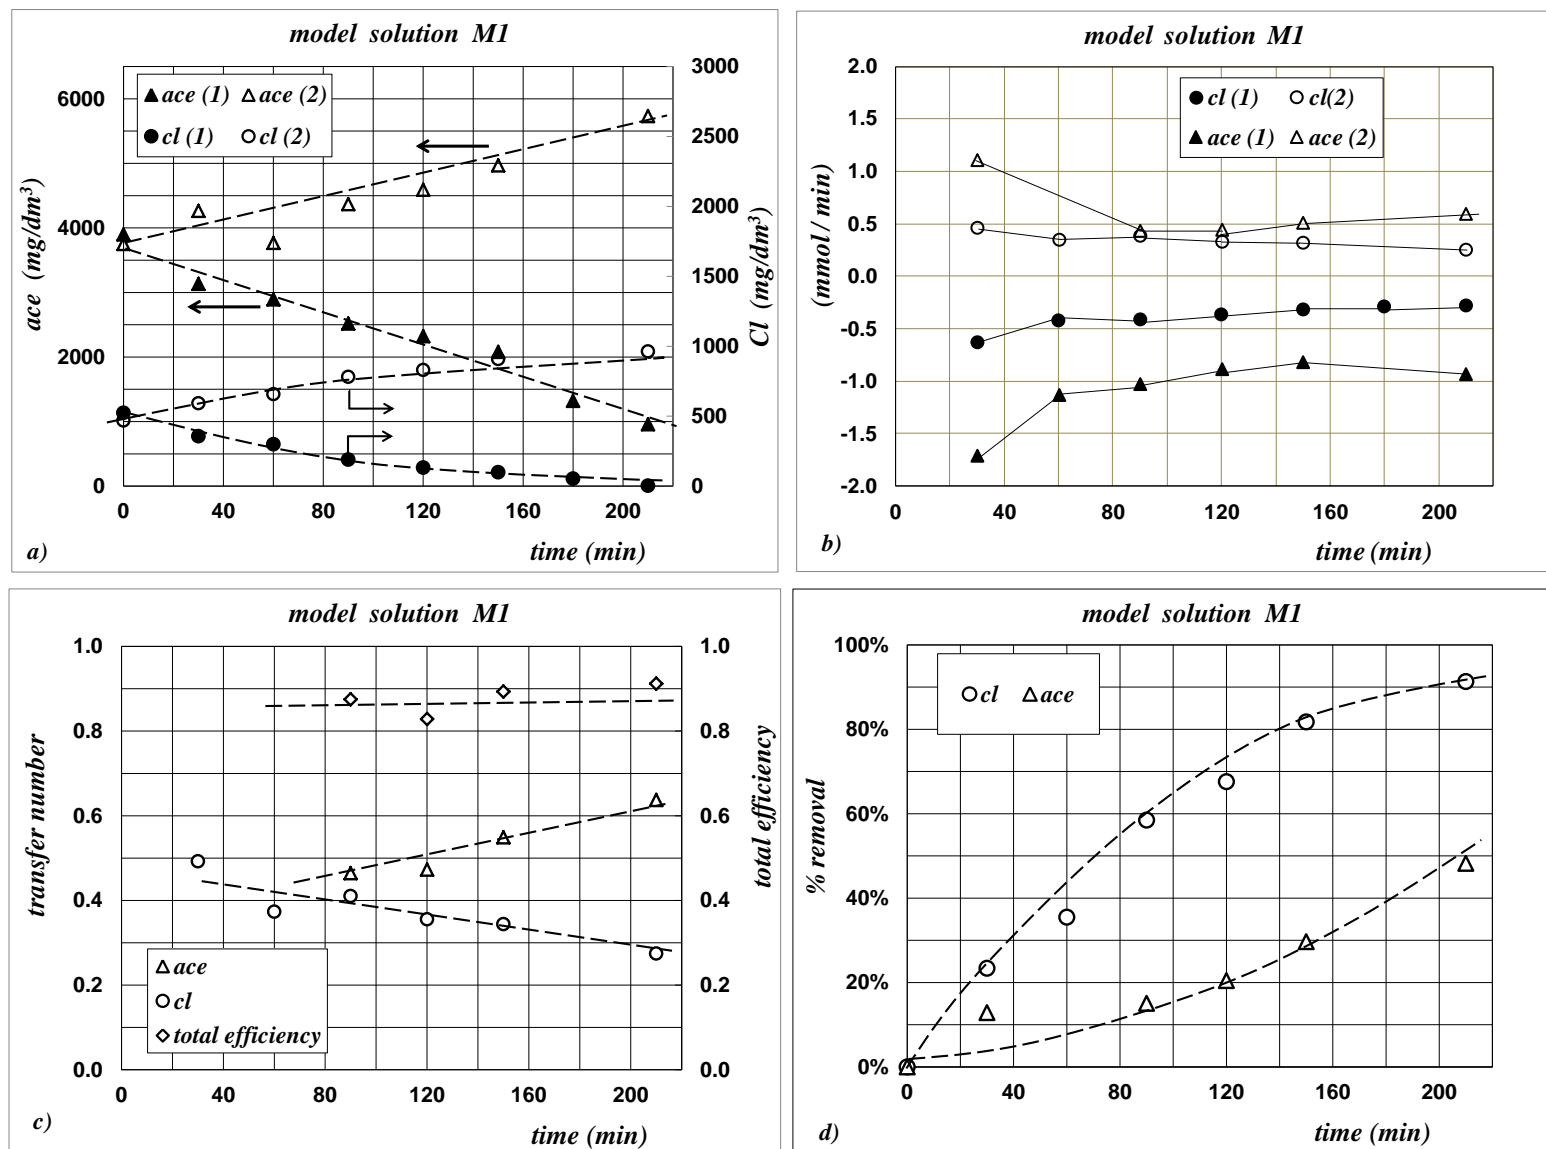 model solution M1
ace (1) ace (2)
cl (1) cl (2)
ace (mg/dm³)
6000
4000
2000
0
3000
2500
2000
1500
1000
500
0
Cl (mg/dm³)
0 40 80 120 160 200
time (min)
a)
model solution M1
cl (1) cl(2)
ace (1) ace (2)
(mmol / min)
2.0
1.5
1.0
0.5
0.0
-0.5
-1.0
-1.5
-2.0
0 40 80 120 160 200
time (min)
b)
model solution M1
transfer number
1.0
0.8
0.6
0.4
0.2
0.0
1.0
0.8
0.6
0.4
0.2
0.0
total efficiency
ace
cl
total efficiency
0 40 80 120 160 200
time (min)
c)
model solution M1
cl ace
% removal
100%
80%
60%
40%
20%
0%
0 40 80 120 160 200
time (min)
d)